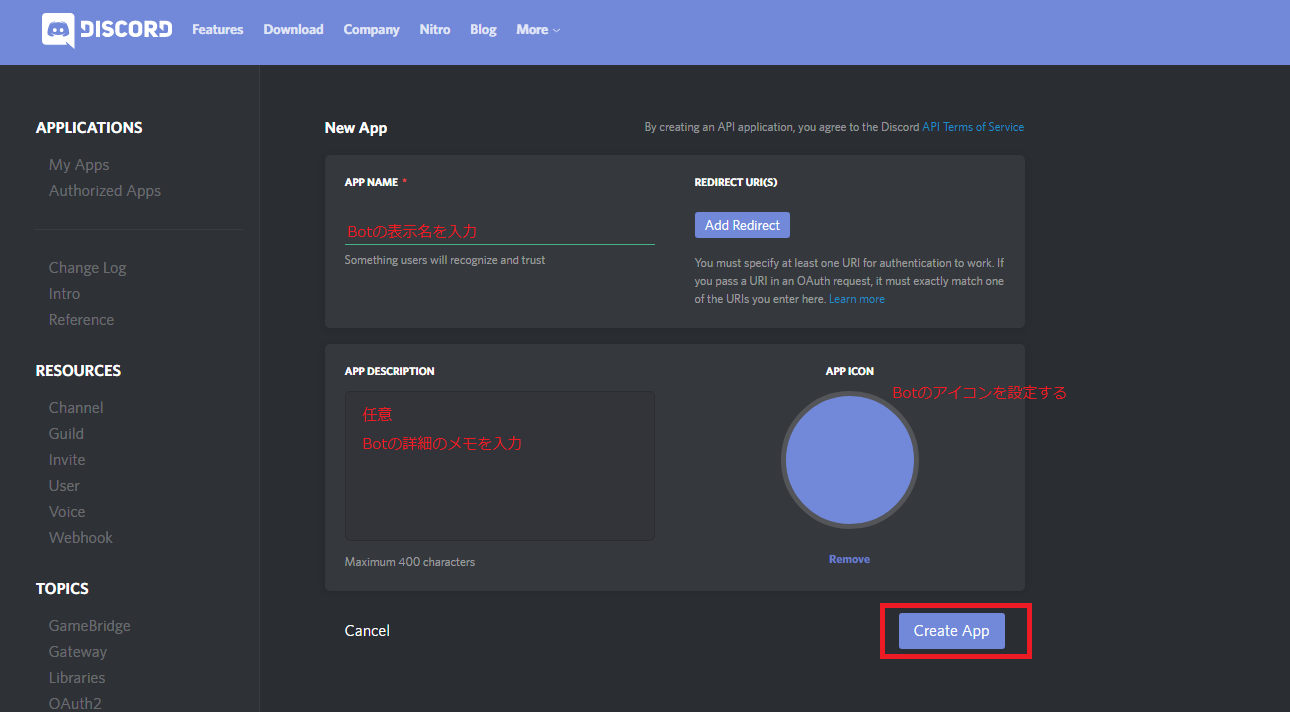 DISCORD Features Download Company Nitro Blog More
APPLICATIONS
My Apps
Authorized Apps
Change Log
Intro
Reference
RESOURCES
Channel
Guild
Invite
User
Voice
Webhook
TOPICS
GameBridge
Gateway
Libraries
OAuth2
New App
By creating an API application, you agree to the Discord API Terms of Service
APP NAME *
Botの表示名を入力
Something users will recognize and trust
REDIRECT URI(S)
Add Redirect
You must specify at least one URI for authentication to work. If
you pass a URI in an OAuth request, it must exactly match one
of the URIs you enter here. Learn more
APP DESCRIPTION
任意
Botの詳細のメモを入力
Maximum 400 characters
APP ICON
Botのアイコンを設定する
Remove
Cancel
Create App